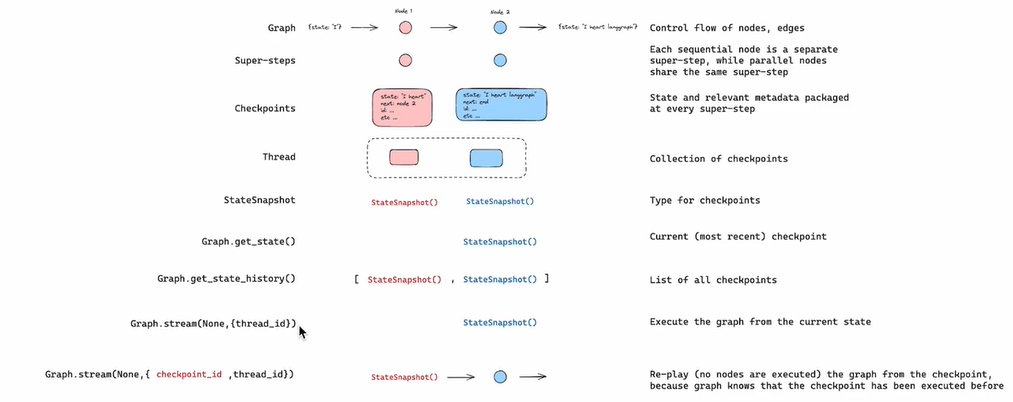 Node 1
Node 2
Graph
{state: "I"}
{state: "I heart langgraph"}
Control flow of nodes, edges
Super-steps
Each sequential node is a separate
super-step, while parallel nodes
share the same super-step
Checkpoints
state: "I heart"
next: node 2
id ...
etc ...
state: "I heart langgraph"
next: end
id ...
etc ...
State and relevant metadata packaged
at every super-step
Thread
Collection of checkpoints
StateSnapshot
StateSnapshot()
StateSnapshot()
Type for checkpoints
Graph.get_state()
StateSnapshot()
Current (most recent) checkpoint
Graph.get_state_history()
[ StateSnapshot() , StateSnapshot() ]
List of all checkpoints
Graph.stream(None,{thread_id})
StateSnapshot()
Execute the graph from the current state
Graph.stream(None,{ checkpoint_id ,thread_id})
StateSnapshot()
Re-play (no nodes are executed) the graph from the checkpoint,
because graph knows that the checkpoint has been executed before